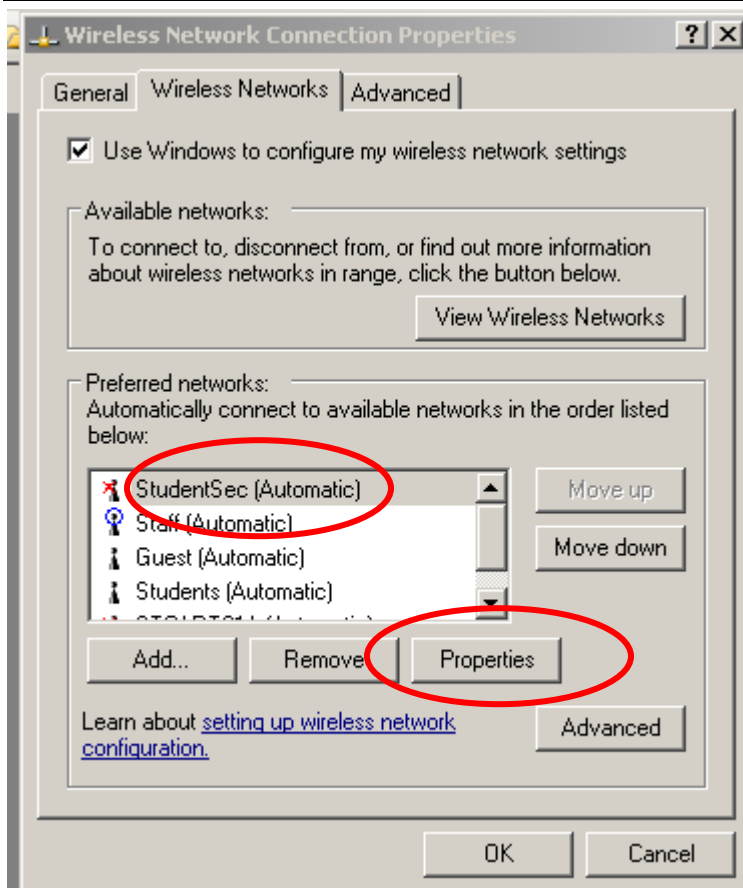 Wireless Network Connection Properties
General Wireless Networks Advanced
Use Windows to configure my wireless network settings
Available networks:
To connect to, disconnect from, or find out more information
about wireless networks in range, click the button below.
View Wireless Networks
Preferred networks:
Automatically connect to available networks in the order listed
below:
StudentSec (Automatic)
Staff (Automatic)
Guest (Automatic)
Students (Automatic)
Move up
Move down
Add... Remove Properties
Learn about setting up wireless network
configuration.
Advanced
OK Cancel